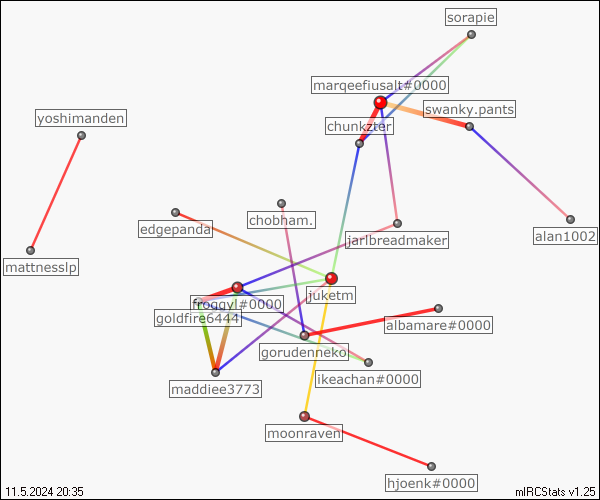 sorapie
marqeefiusalt#0000
swanky.pants
yoshimanden
chunkzter
edgepanda
chobham.
jarlbreadmaker
alan1002
mattnesslp
froggyl#0000
juketm
goldfire6444
albamare#0000
gorudenneko
ikeachan#0000
maddiee3773
moonraven
hjoenk#0000
11.5.2024 20:35
mIRCStats v1.25